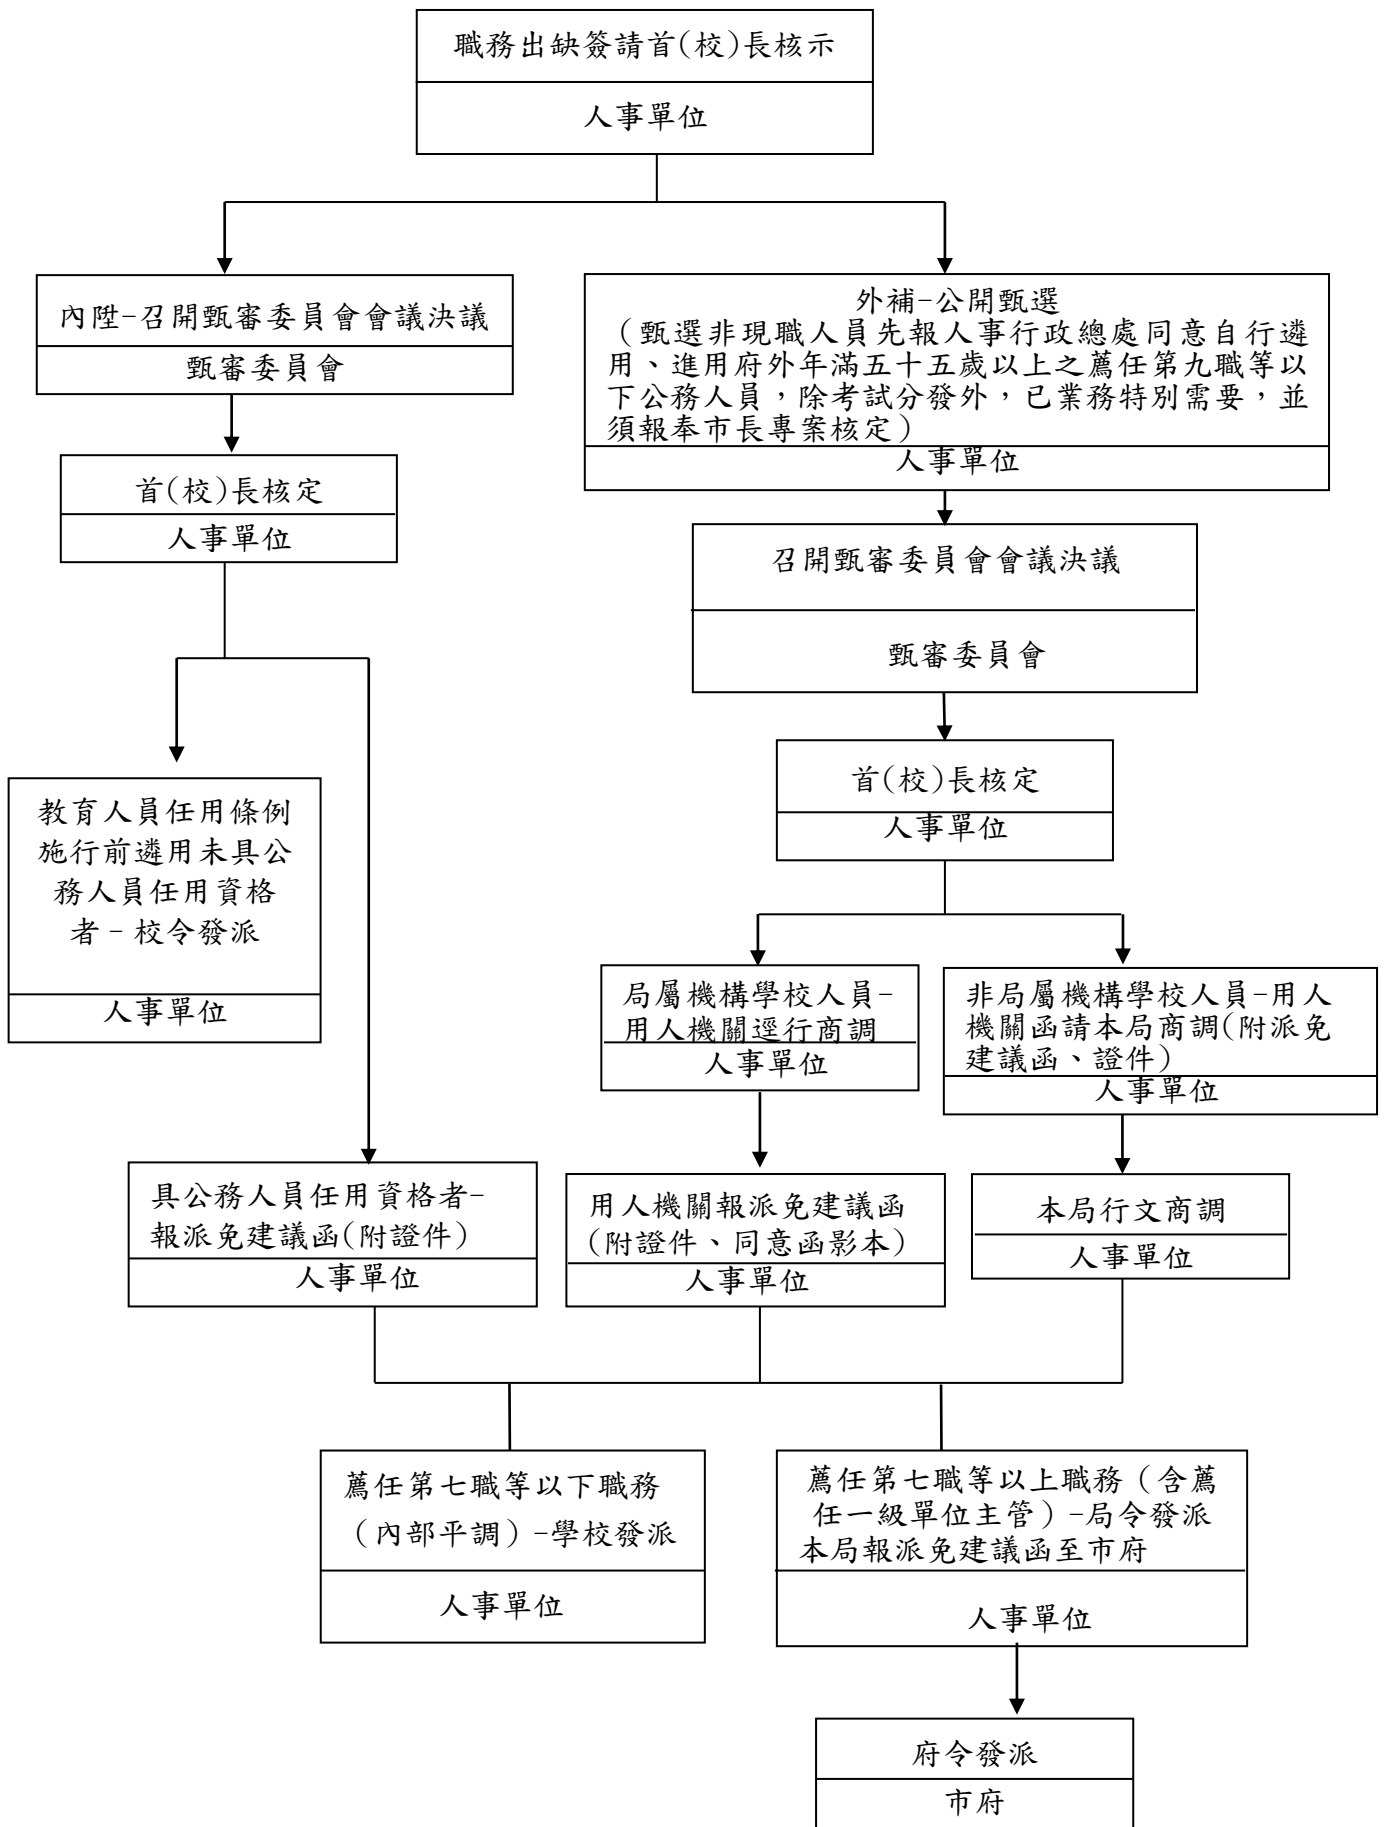 職務出缺簽請首(校)長核示
人事單位
內陞-召開甄審委員會會議決議
甄審委員會
外補-公開甄選
（甄選非現職人員先報人事行政總處同意自行遴
用、進用府外年滿五十五歲以上之薦任第九職等以
下公務人員，除考試分發外，已業務特別需要，並
須報奉市長專案核定）
人事單位
首(校)長核定
人事單位
召開甄審委員會會議決議
甄審委員會
首(校)長核定
人事單位
教育人員任用條例
施行前遴用未具公
務人員任用資格
者－校令發派
人事單位
局屬機構學校人員-
用人機關逕行商調
人事單位
非局屬機構學校人員-用人
機關函請本局商調(附派免
建議函、證件)
人事單位
具公務人員任用資格者-
報派免建議函(附證件)
人事單位
用人機關報派免建議函
(附證件、同意函影本)
人事單位
本局行文商調
人事單位
薦任第七職等以下職務
（內部平調）-學校發派
人事單位
薦任第七職等以上職務（含薦
任一級單位主管）-局令發派
本局報派免建議函至市府
人事單位
府令發派
市府